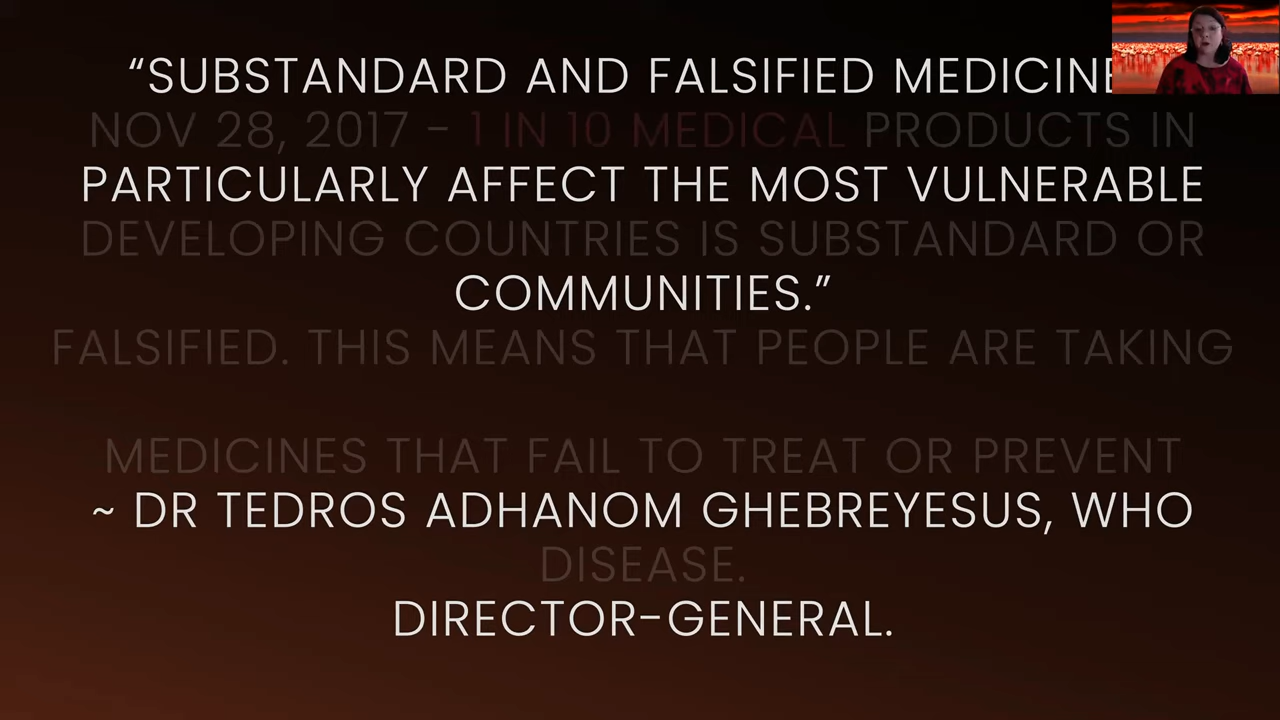 “SUBSTANDARD AND FALSIFIED MEDICINE
NOV 28, 2017 - 1 IN 10 MEDICAL PRODUCTS IN
PARTICULARLY AFFECT THE MOST VULNERABLE
DEVELOPING COUNTRIES IS SUBSTANDARD OR
COMMUNITIES.”
FALSIFIED. THIS MEANS THAT PEOPLE ARE TAKING
MEDICINES THAT FAIL TO TREAT OR PREVENT
~ DR TEDROS ADHANOM GHEBREYESUS, WHO
DISEASE.
DIRECTOR-GENERAL.